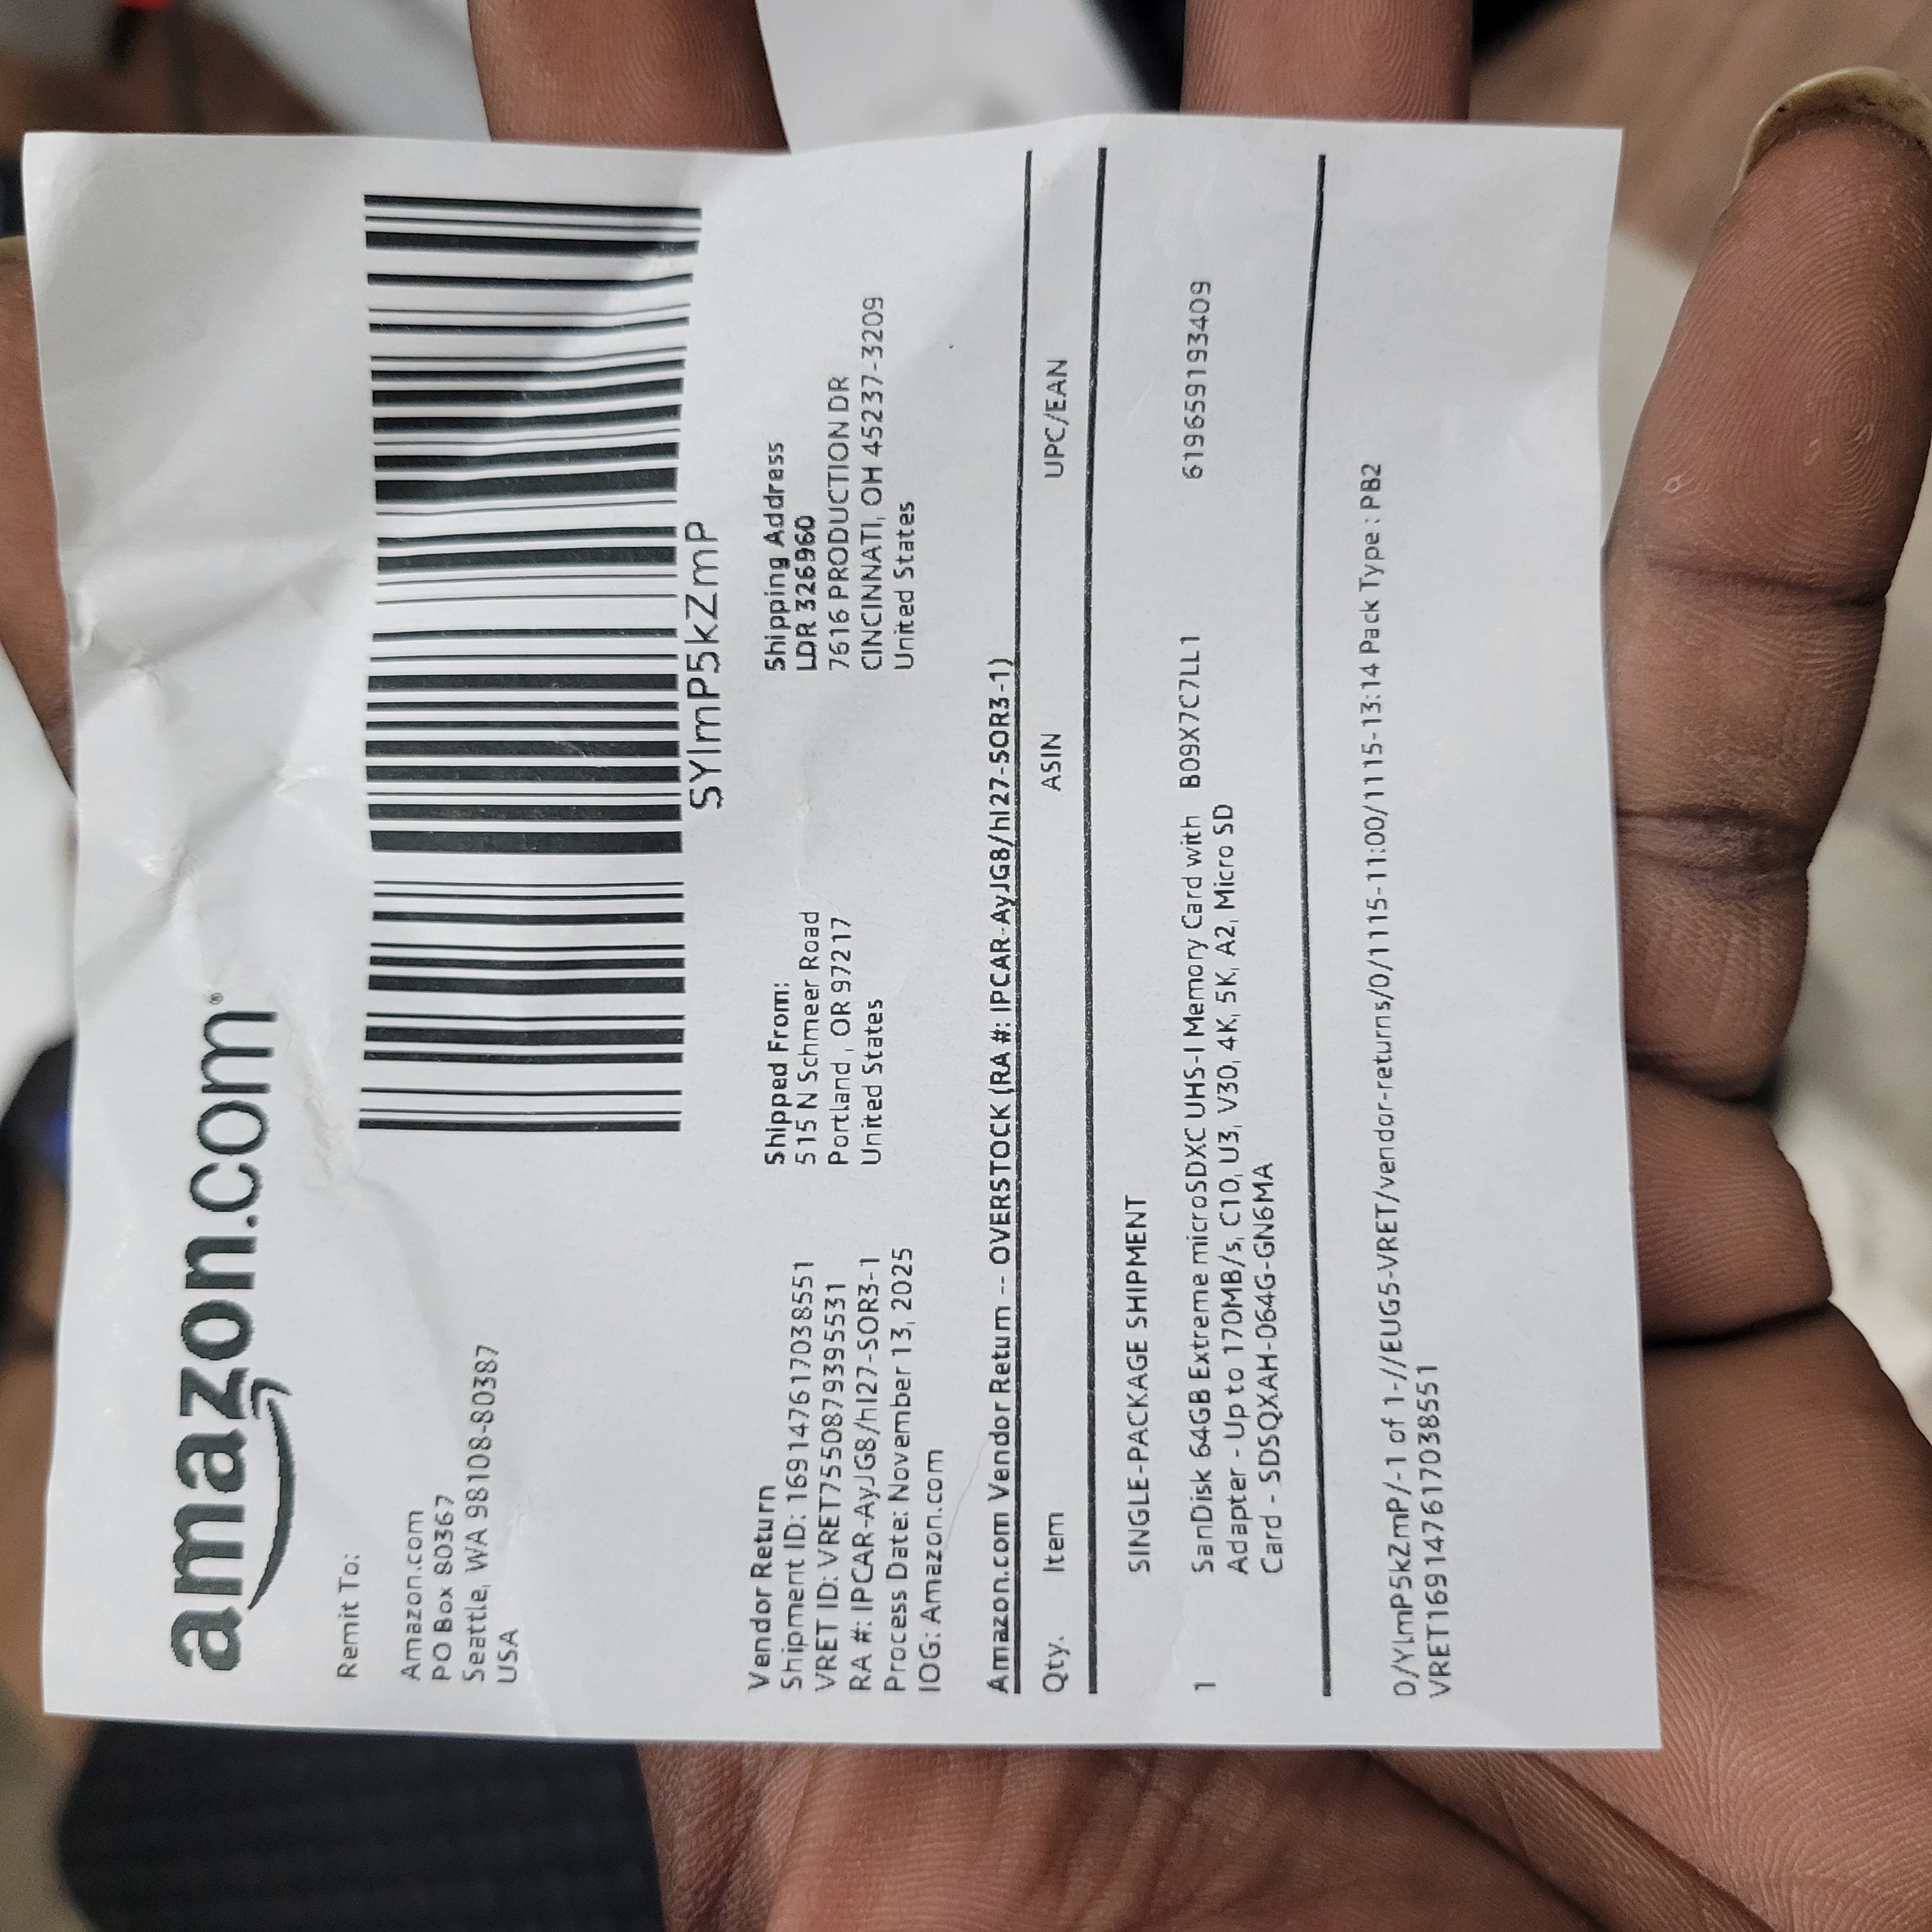 amazon.com®
Remit To:
Amazon.com
PO Box 80367
Seattle, WA 98108-80387
USA
SYlmP5kZmP
Vendor Return
Shipment ID: 169147617038551
VRET ID: VRET7550879395531
RA #: IPCAR-AyJG8/hI27-SOR3-1
Process Date: November 13, 2025
IOG: Amazon.com
Shipped From:
515 N Schmeer Road
Portland , OR 97217
United States
Shipping Address
LDR 326960
7616 PRODUCTION DR
CINCINNATI, OH 45237-3209
United States
Amazon.com Vendor Return -- OVERSTOCK (RA #: IPCAR-AyJG8/hI27-SOR3-1)
Qty. Item ASIN UPC/EAN
SINGLE-PACKAGE SHIPMENT
1 SanDisk 64GB Extreme microSDXC UHS-I Memory Card with B09X7C7LL1 619659193409
Adapter - Up to 170MB/s, C10, U3, V30, 4K, 5K, A2, Micro SD
Card - SDSQXAH-064G-GN6MA
0/YlmP5kZmP/-1 of 1-//EUG5-VRET/vendor-returns/0/1115-11:00/1115-13:14 Pack Type : PB2
VRET169147617038551